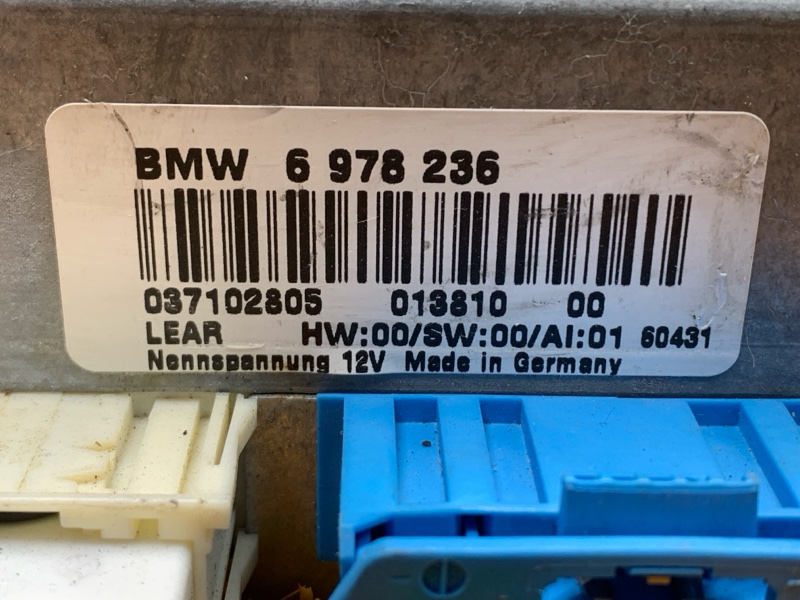 BMW 6 978 236
037102805 013810 00
LEAR HW:00/SW:00/AI:01 60431
Nennspannung 12V Made in Germany